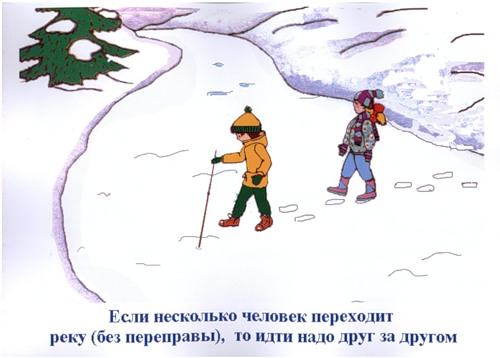 Если несколько человек переходит
реку (без переправы), то идти надо друг за другом